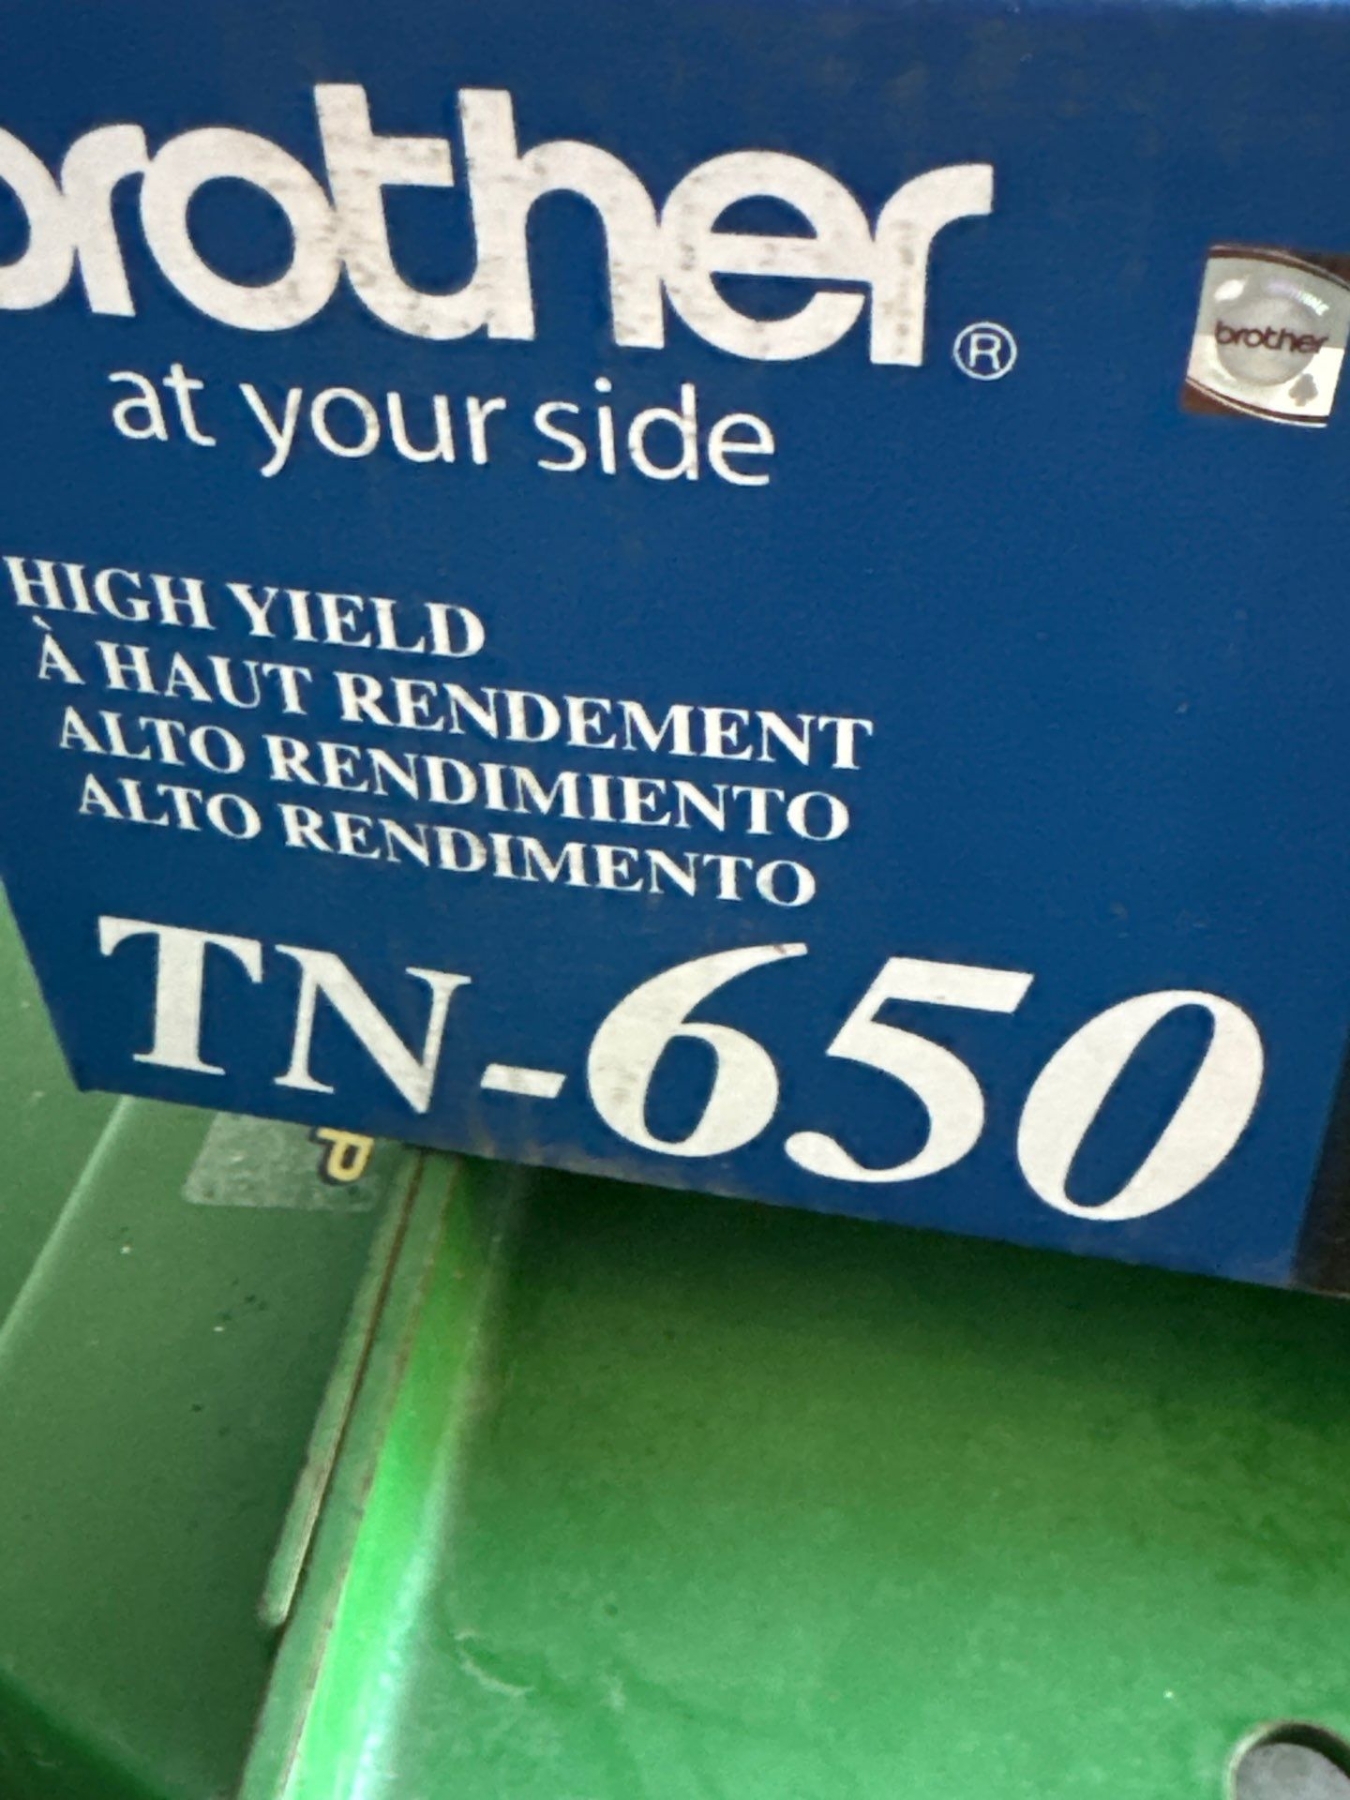 brother®
at your side
brother
HIGH YIELD
À HAUT RENDEMENT
ALTO RENDIMIENTO
ALTO RENDIMENTO
TN-650
P